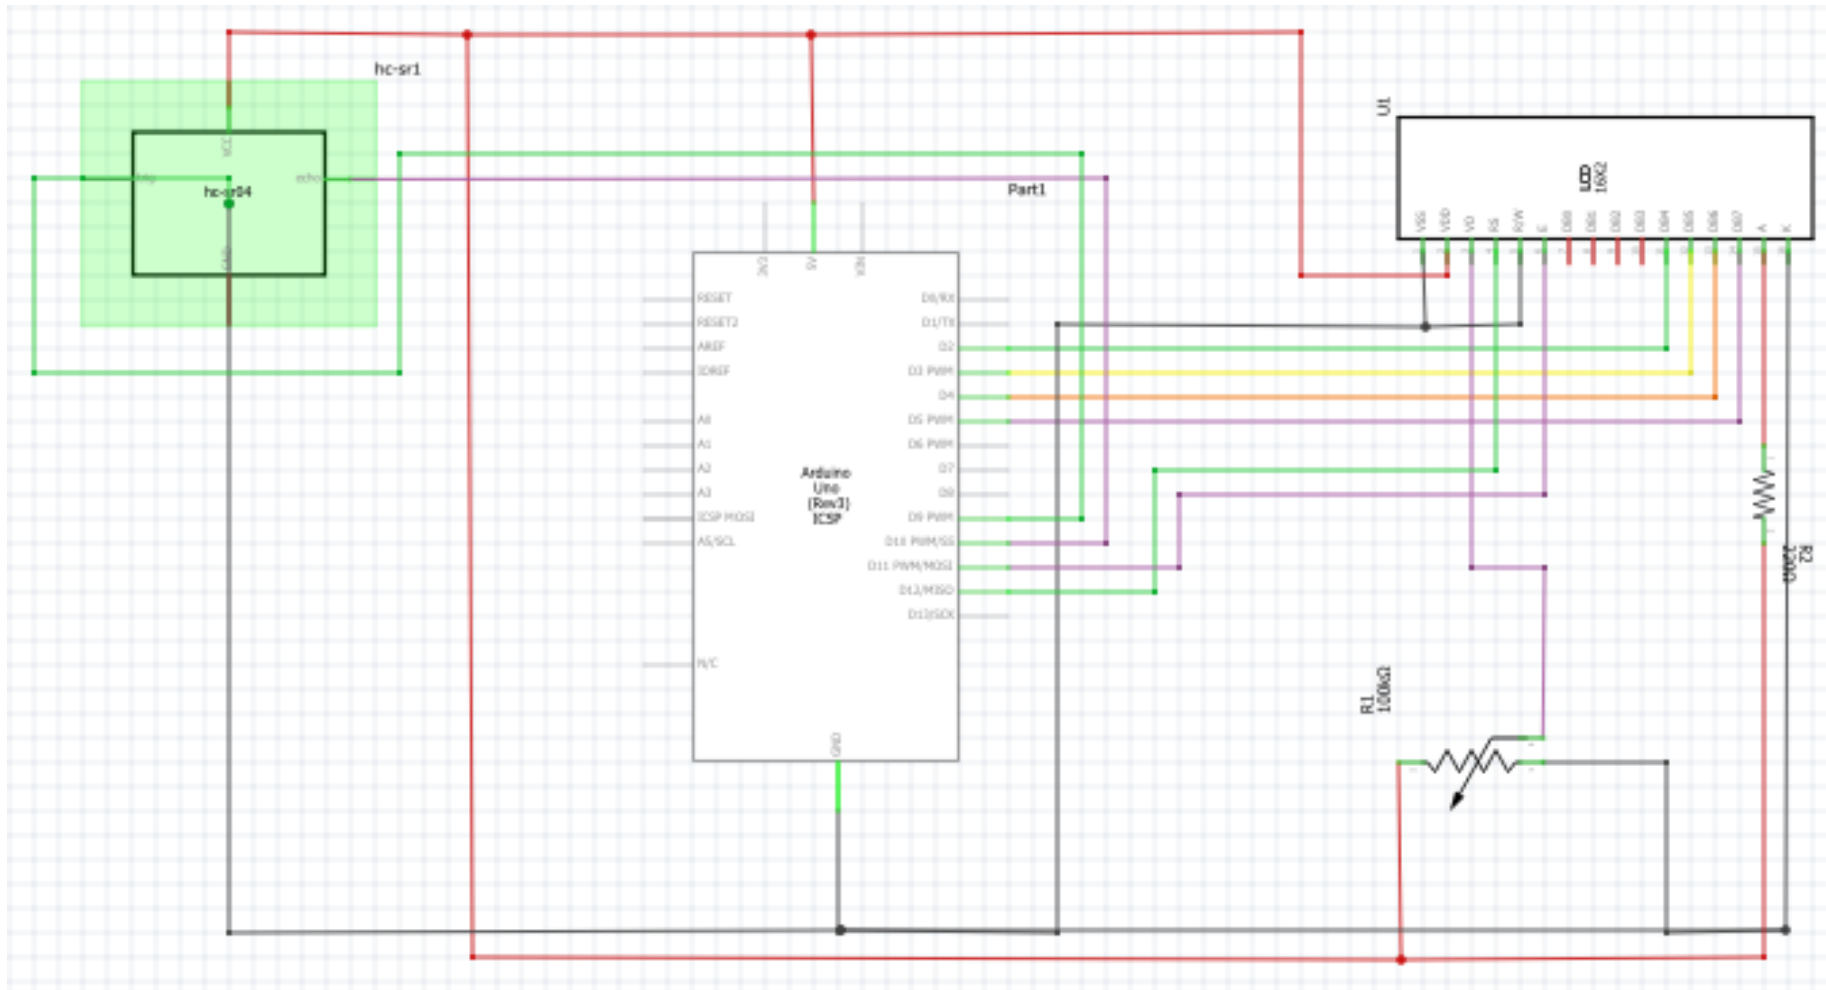 hc-sr1
VCC
trig
echo
hc-sr04
GND
Part1
3V3
5V
VIN
RESET
RESET2
AREF
IOREF
A0
A1
A2
A3
ICSP MOSI
A5/SCL
N/C
D0/RX
D1/TX
D2
D3 PWM
D4
D5 PWM
D6 PWM
D7
D8
D9 PWM
D10 PWM/SS
D11 PWM/MOSI
D12/MISO
D13/SCK
Arduino
Uno
(Rev3)
ICSP
GND
U1
16X2
VSS
VDD
VO
RS
R/W
E
DB0
DB1
DB2
DB3
DB4
DB5
DB6
DB7
A
K
R2
R1
100kΩ